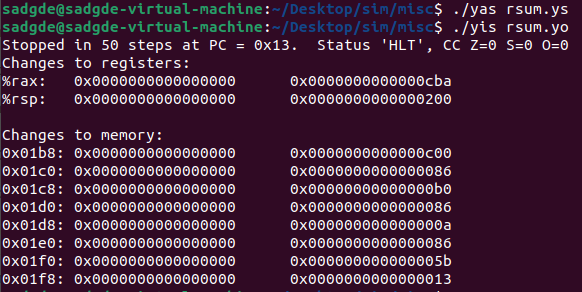 sadgde@sadgde-virtual-machine:~/Desktop/sim/misc$ ./yas rsum.ys
sadgde@sadgde-virtual-machine:~/Desktop/sim/misc$ ./yis rsum.yo
Stopped in 50 steps at PC = 0x13.  Status 'HLT', CC Z=0 S=0 O=0
Changes to registers:
%rax:   0x0000000000000000      0x0000000000000cba
%rsp:   0x0000000000000000      0x0000000000000200

Changes to memory:
0x01b8: 0x0000000000000000      0x0000000000000c00
0x01c0: 0x0000000000000000      0x0000000000000086
0x01c8: 0x0000000000000000      0x00000000000000b0
0x01d0: 0x0000000000000000      0x0000000000000086
0x01d8: 0x0000000000000000      0x000000000000000a
0x01e0: 0x0000000000000000      0x0000000000000086
0x01f0: 0x0000000000000000      0x000000000000005b
0x01f8: 0x0000000000000000      0x0000000000000013